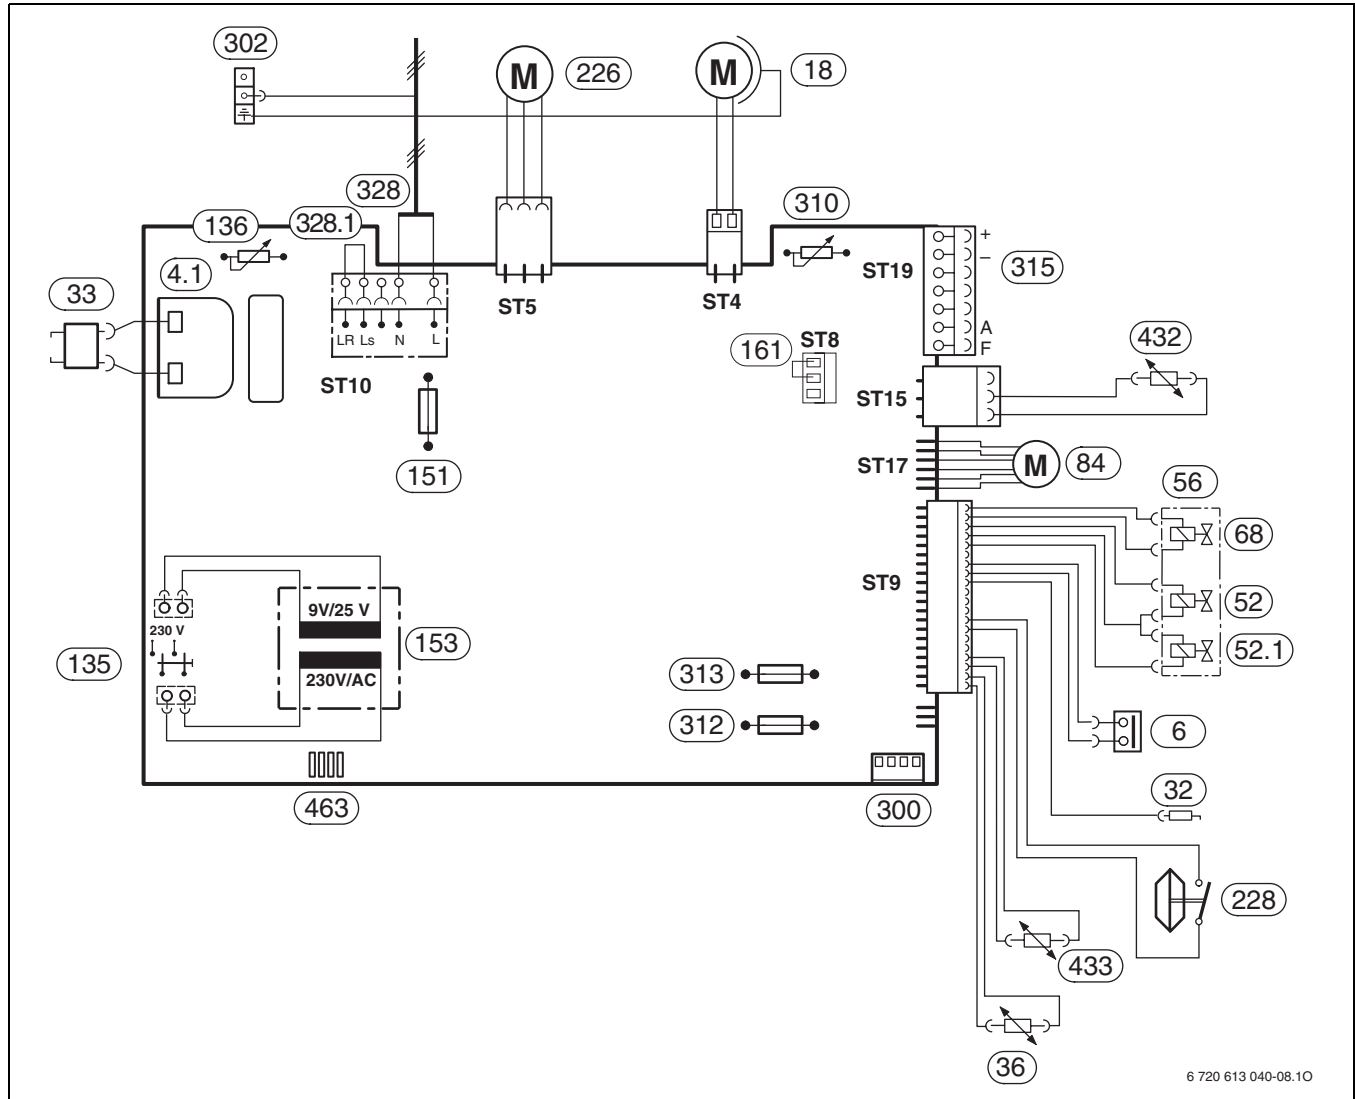 302
M
226
M
18
328
310
136
328.1
4.1
33
LR Ls N L
ST10
ST5
ST4
ST19
+
–
A
F
315
161
ST8
432
ST15
151
ST17
M
84
56
68
ST9
52
52.1
9V/25 V
230 V
153
135
230V/AC
313
312
6
463
300
32
228
433
36
6 720 613 040-08.1O